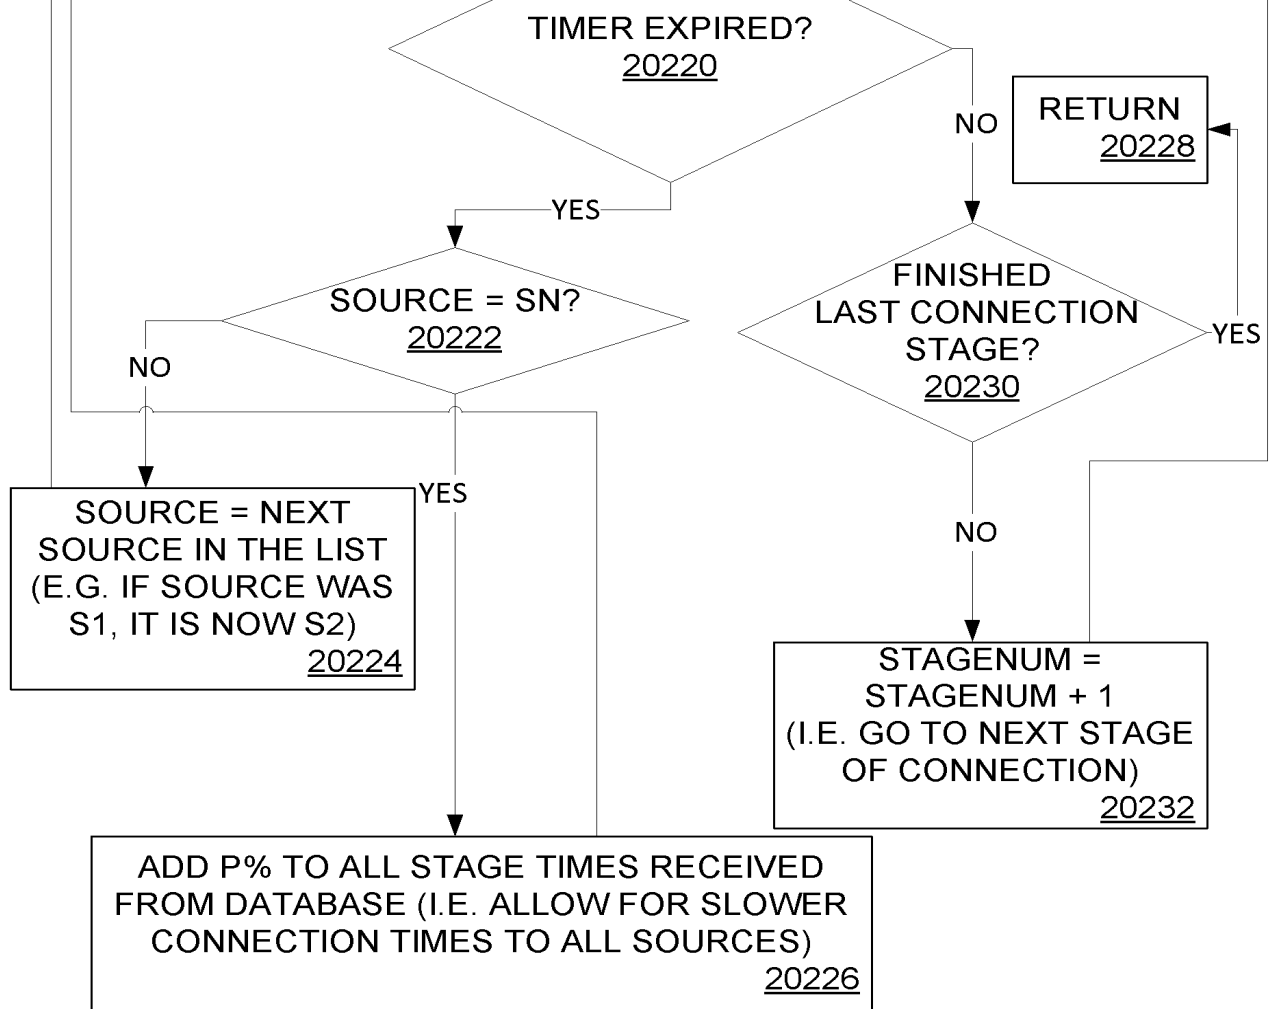 TIMER EXPIRED?
20220
NO
RETURN
20228
YES
FINISHED
LAST CONNECTION
STAGE?
20230
YES
SOURCE = SN?
20222
NO
YES
SOURCE = NEXT
SOURCE IN THE LIST
(E.G. IF SOURCE WAS
S1, IT IS NOW S2)
20224
NO
STAGENUM =
STAGENUM + 1
(I.E. GO TO NEXT STAGE
OF CONNECTION)
20232
ADD P% TO ALL STAGE TIMES RECEIVED
FROM DATABASE (I.E. ALLOW FOR SLOWER
CONNECTION TIMES TO ALL SOURCES)
20226